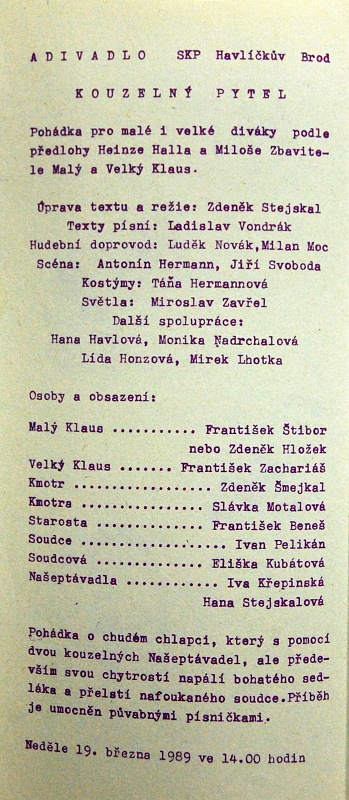 ADIVADLO SKP Havlíčkův Brod
KOUZELNÝ PYTEL
Pohádka pro malé i velké diváky podle
předlohy Heinze Halla a Miloše Zbavite-
le Malý a Velký Klaus.
Úprava textu a režie: Zdeněk Stejskal
Texty písní: Ladislav Vondrák
Hudební doprovod: Luděk Novák,Milan Moc
Scéna: Antonín Hermann, Jiří Svoboda
Kostýmy: Táňa Hermannová
Světla: Miroslav Zavřel
Další spolupráce:
Hana Havlová, Monika Nadrchalová
Lída Honzová, Mirek Lhotka
Osoby a obsazení:
Malý Klaus ........... František Štibor
nebo Zdeněk Hložek
Velký Klaus ....... František Zachariáš
Kmotr .................. Zdeněk Šmejkal
Kmotra ................ Slávka Motalová
Starosta .............. František Beneš
Soudce ................... Ivan Pelikán
Soudcová .............. Eliška Kubátová
Našeptávadla ............ Iva Křepinská
Hana Stejskalová
Pohádka o chudém chlapci, který s pomocí
dvou kouzelných Našeptávadel, ale přede-
vším svou chytrostí napálí bohatého sed-
láka a přelstí nafoukaného soudce.Příběh
je umocněn půvabnými písničkami.
Neděle 19. března 1989 ve 14.00 hodin